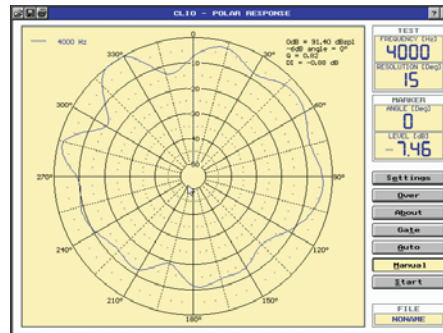 CLIO - POLAR RESPONSE
?
4000 Hz
0dB = 91.40 dBspl
-6dB angle = 0°
Q = 0.82
DI = -0.88 dB
0
330°
30°
300°
60°
270°
90°
240°
120°
210°
150°
180°
TEST
FREQUENCY [Hz]
4000
RESOLUTION [Deg]
15
MARKER
ANGLE [Deg]
0
LEVEL [dB]
-7.46
Settings
Over
About
Gate
Auto
Manual
Start
FILE
NONAME